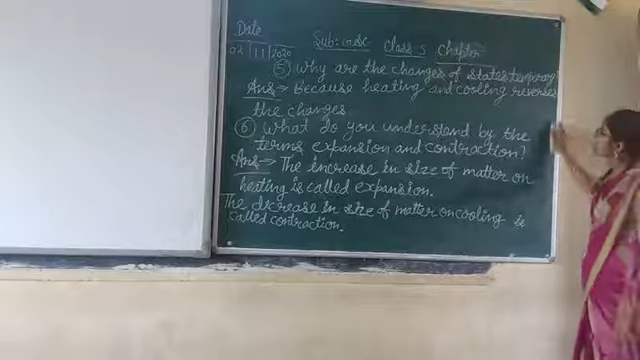 Date
02/11/2020
Sub: Class 5 Chapter
⑤ Why are the changes of states temporary
Ans → Because heating and cooling reverses
the changes
⑥ What do you understand by the
terms expansion and contraction?
Ans → The increase in size of matter on
heating is called expansion.
The decrease in size of matter on cooling is
called contraction.